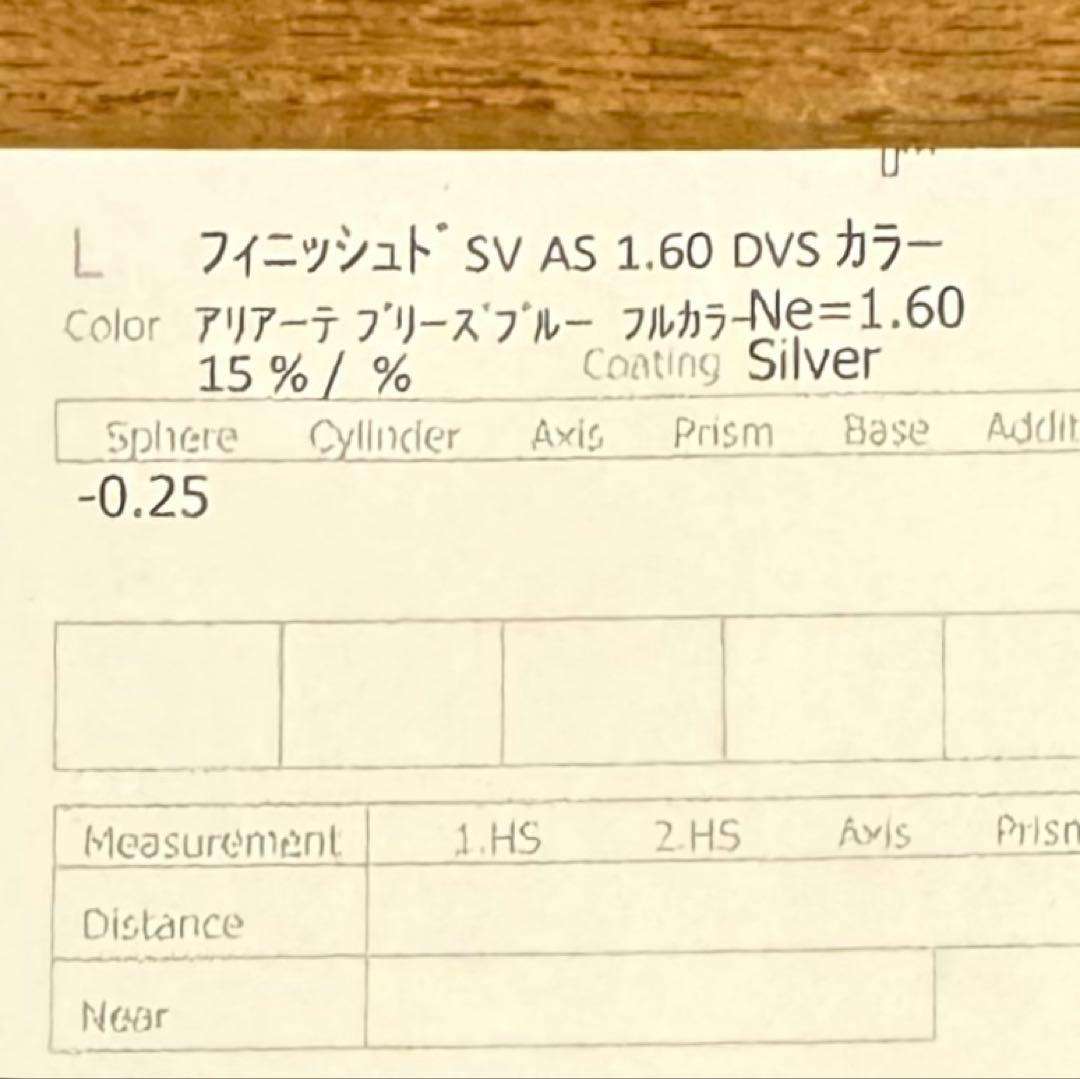 L フィニッシュド SV AS 1.60 DVS カラー
Color アリアーテ ブリーズブルー フルカラー Ne=1.60
15 % / % Coating Silver
Sphere Cylinder Axis Prism Base
-0.25
Measurement 1.HS 2.HS Axis
Distance
Near